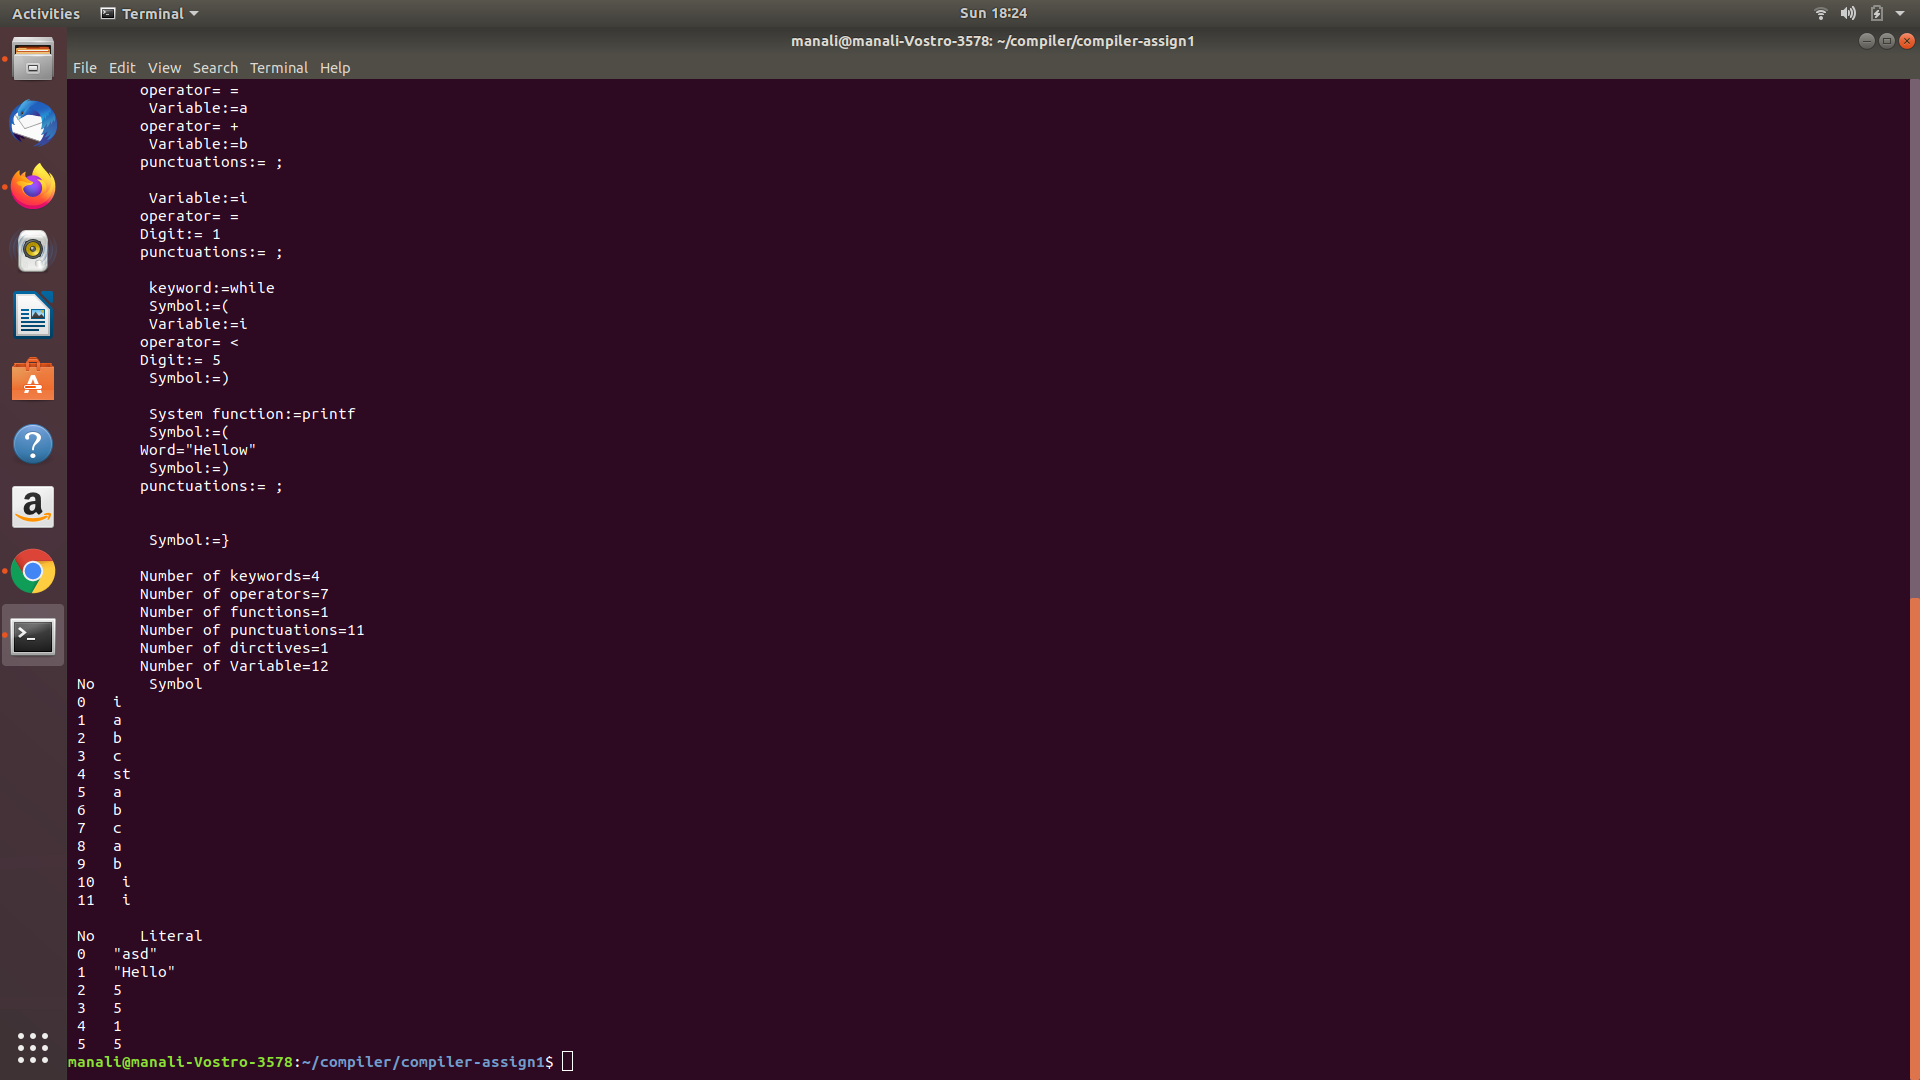 Activities Terminal Sun 18:24
manali@manali-Vostro-3578: ~/compiler/compiler-assign1
File Edit View Search Terminal Help
operator= =
Variable:=a
operator= +
Variable:=b
punctuations:= ;
Variable:=i
operator= =
Digit:= 1
punctuations:= ;
keyword:=while
Symbol:=(
Variable:=i
operator= <
Digit:= 5
Symbol:=)
System function:=printf
Symbol:=(
Word="Hellow"
Symbol:=)
punctuations:= ;
Symbol:=}
Number of keywords=4
Number of operators=7
Number of functions=1
Number of punctuations=11
Number of dirctives=1
Number of Variable=12
No Symbol
0 i
1 a
2 b
3 c
4 st
5 a
6 b
7 c
8 a
9 b
10 i
11 i
No Literal
0 "asd"
1 "Hello"
2 5
3 5
4 1
5 5
manali@manali-Vostro-3578:~/compiler/compiler-assign1$